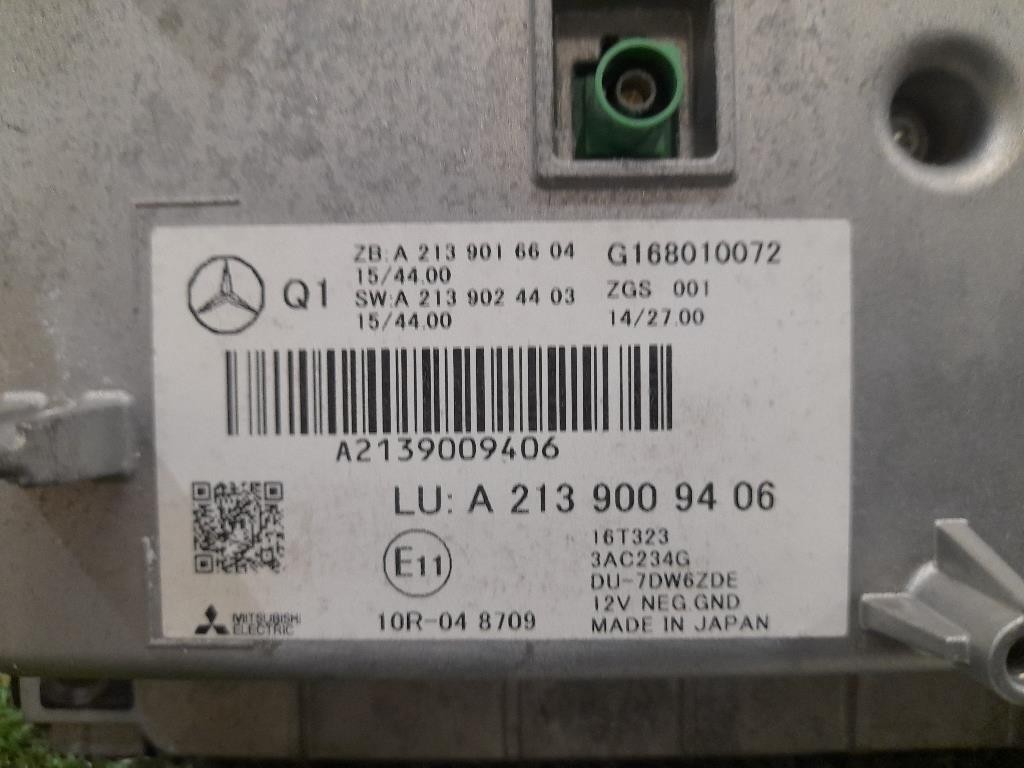 ZB:A 213 901 66 04
15/44.00
Q1
SW:A 213 902 44 03
15/44.00
G168010072
ZGS 001
14/27.00
A2139009406
LU: A 213 900 94 06
E11
10R-04 8709
16T323
3AC234G
DU-7DW6ZDE
12V NEG.GND
MADE IN JAPAN
MITSUBISHI
ELECTRIC